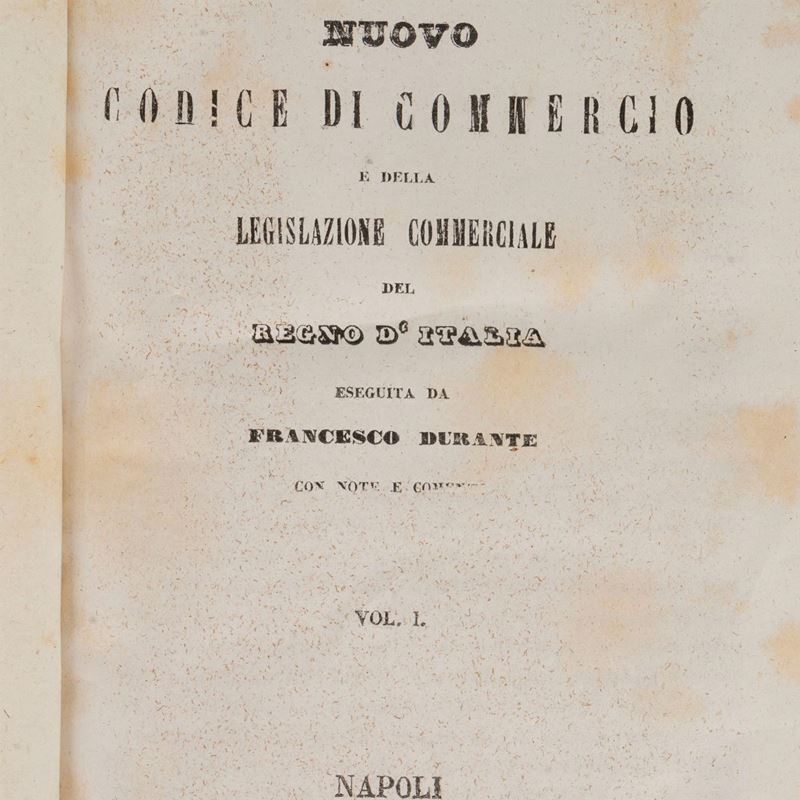 NUOVO
CODICE DI COMMERCIO
E DELLA
LEGISLAZIONE COMMERCIALE
DEL
REGNO D' ITALIA
ESEGUITA DA
FRANCESCO DURANTE
CON NOTE E
VOL. I.
NAPOLI